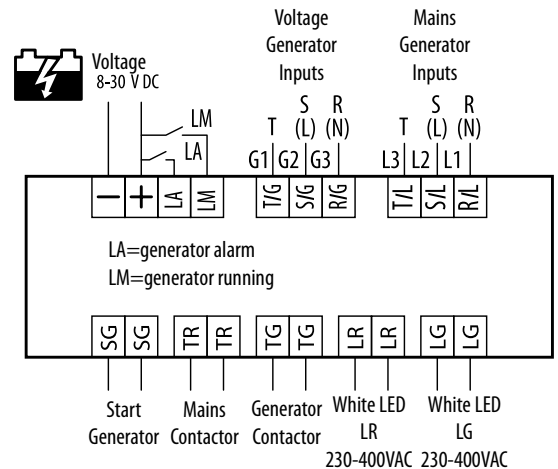 Voltage
Generator
Inputs
Mains
Generator
Inputs
Voltage
8-30 V DC
LM
LA
T
S
(L)
R
(N)
T
S
(L)
R
(N)
G1
G2
G3
L3
L2
L1
−
+
LA
LM
T/G
S/G
R/G
T/L
S/L
R/L
LA=generator alarm
LM=generator running
SG
SG
TR
TR
TG
TG
LR
LR
LG
LG
Start
Generator
Mains
Contactor
Generator
Contactor
White LED
LR
230-400VAC
White LED
LG
230-400VAC